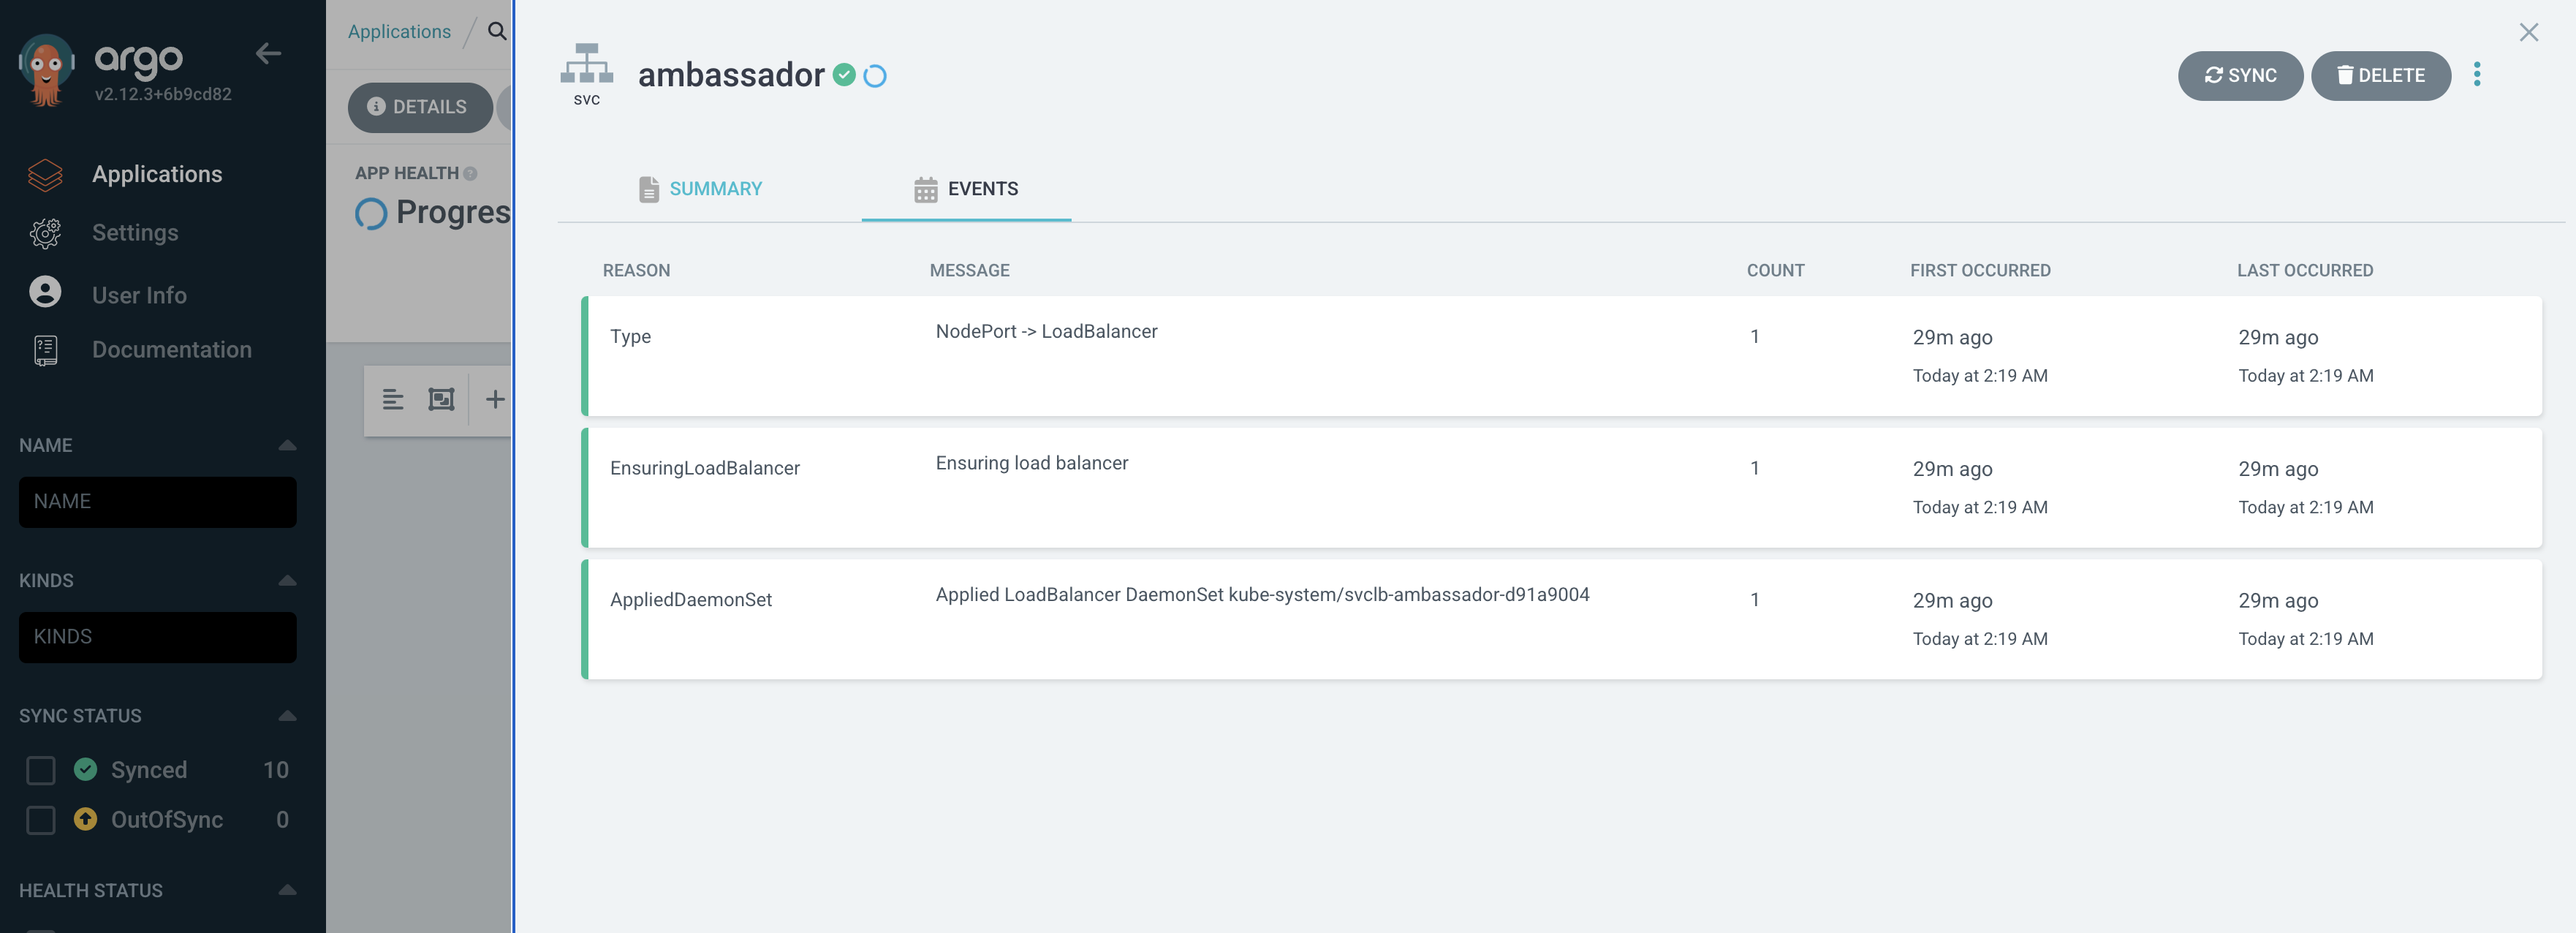 argo
v2.12.3+6b9cd82
Applications
Settings
User Info
Documentation
NAME
NAME
KINDS
KINDS
SYNC STATUS
Synced 10
OutOfSync 0
HEALTH STATUS
Applications /
DETAILS
APP HEALTH
Progres
svc
ambassador
SYNC DELETE
SUMMARY EVENTS
REASON MESSAGE COUNT FIRST OCCURRED LAST OCCURRED
Type NodePort -> LoadBalancer 1 29m ago 29m ago
Today at 2:19 AM Today at 2:19 AM
EnsuringLoadBalancer Ensuring load balancer 1 29m ago 29m ago
Today at 2:19 AM Today at 2:19 AM
AppliedDaemonSet Applied LoadBalancer DaemonSet kube-system/svclb-ambassador-d91a9004 1 29m ago 29m ago
Today at 2:19 AM Today at 2:19 AM